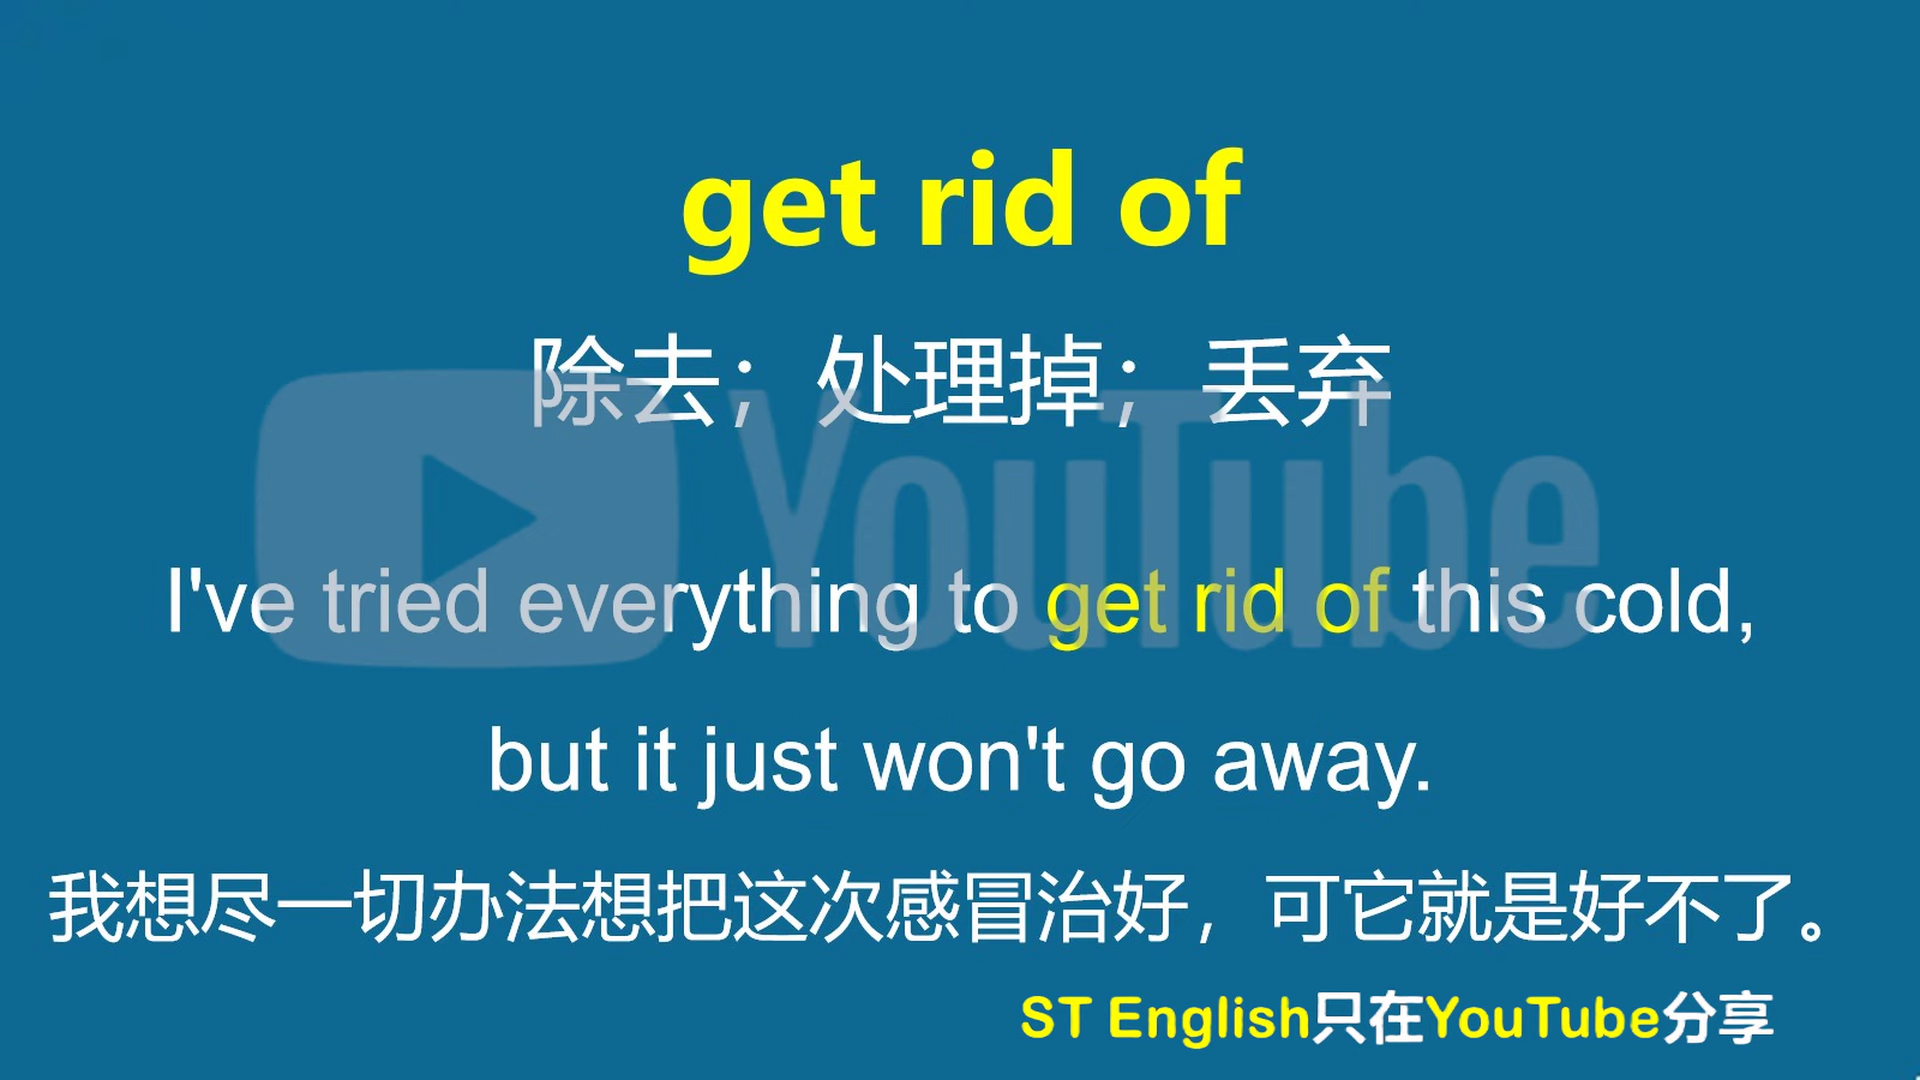 get rid of
除去；处理掉；丢弃
YouTube
I've tried everything to get rid of this cold,
but it just won't go away.
我想尽一切办法想把这次感冒治好，可它就是好不了。
ST English只在YouTube分享